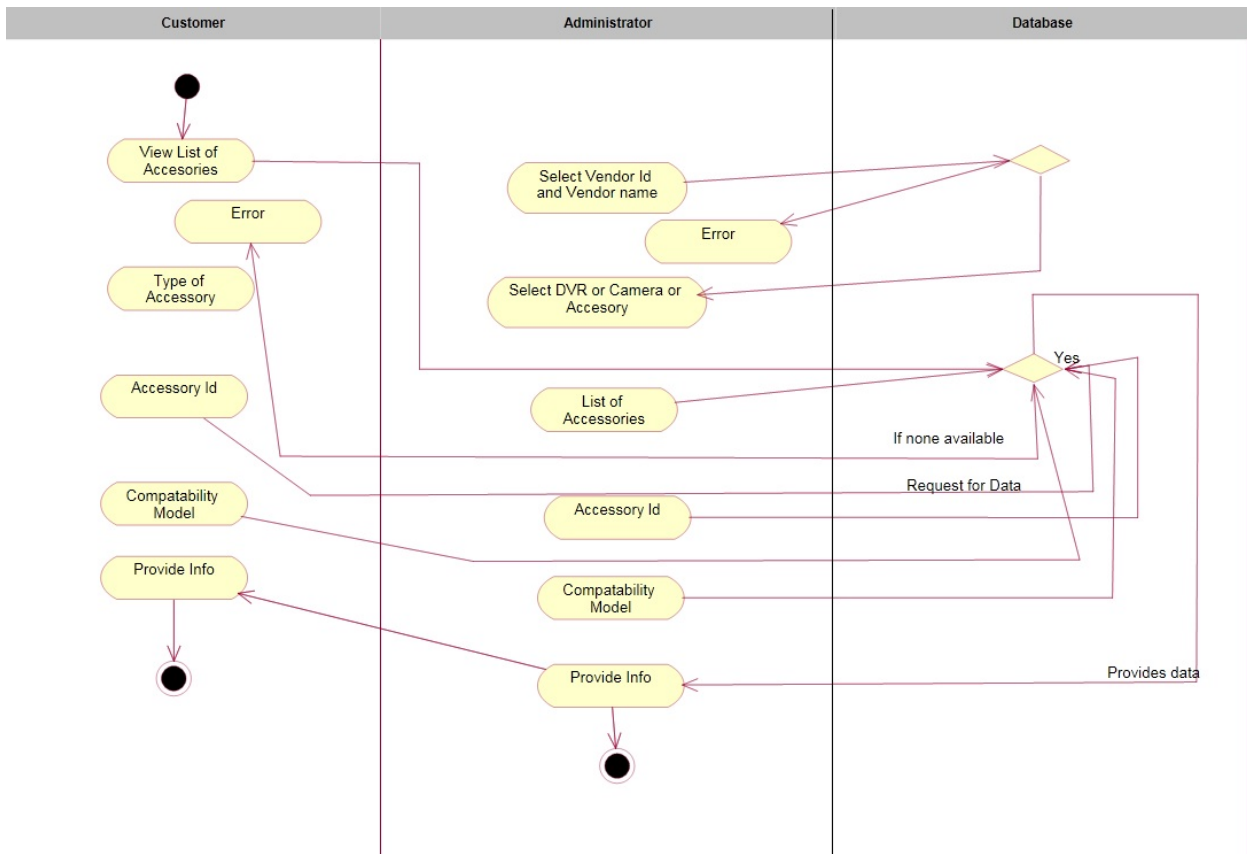 Customer
Administrator
Database
View List of
Accesories
Select Vendor Id
and Vendor name
Error
Error
Type of
Accessory
Select DVR or Camera or
Accesory
Yes
Accessory Id
List of
Accessories
If none available
Request for Data
Compatability
Model
Accessory Id
Provide Info
Compatability
Model
Provide Info
Provides data